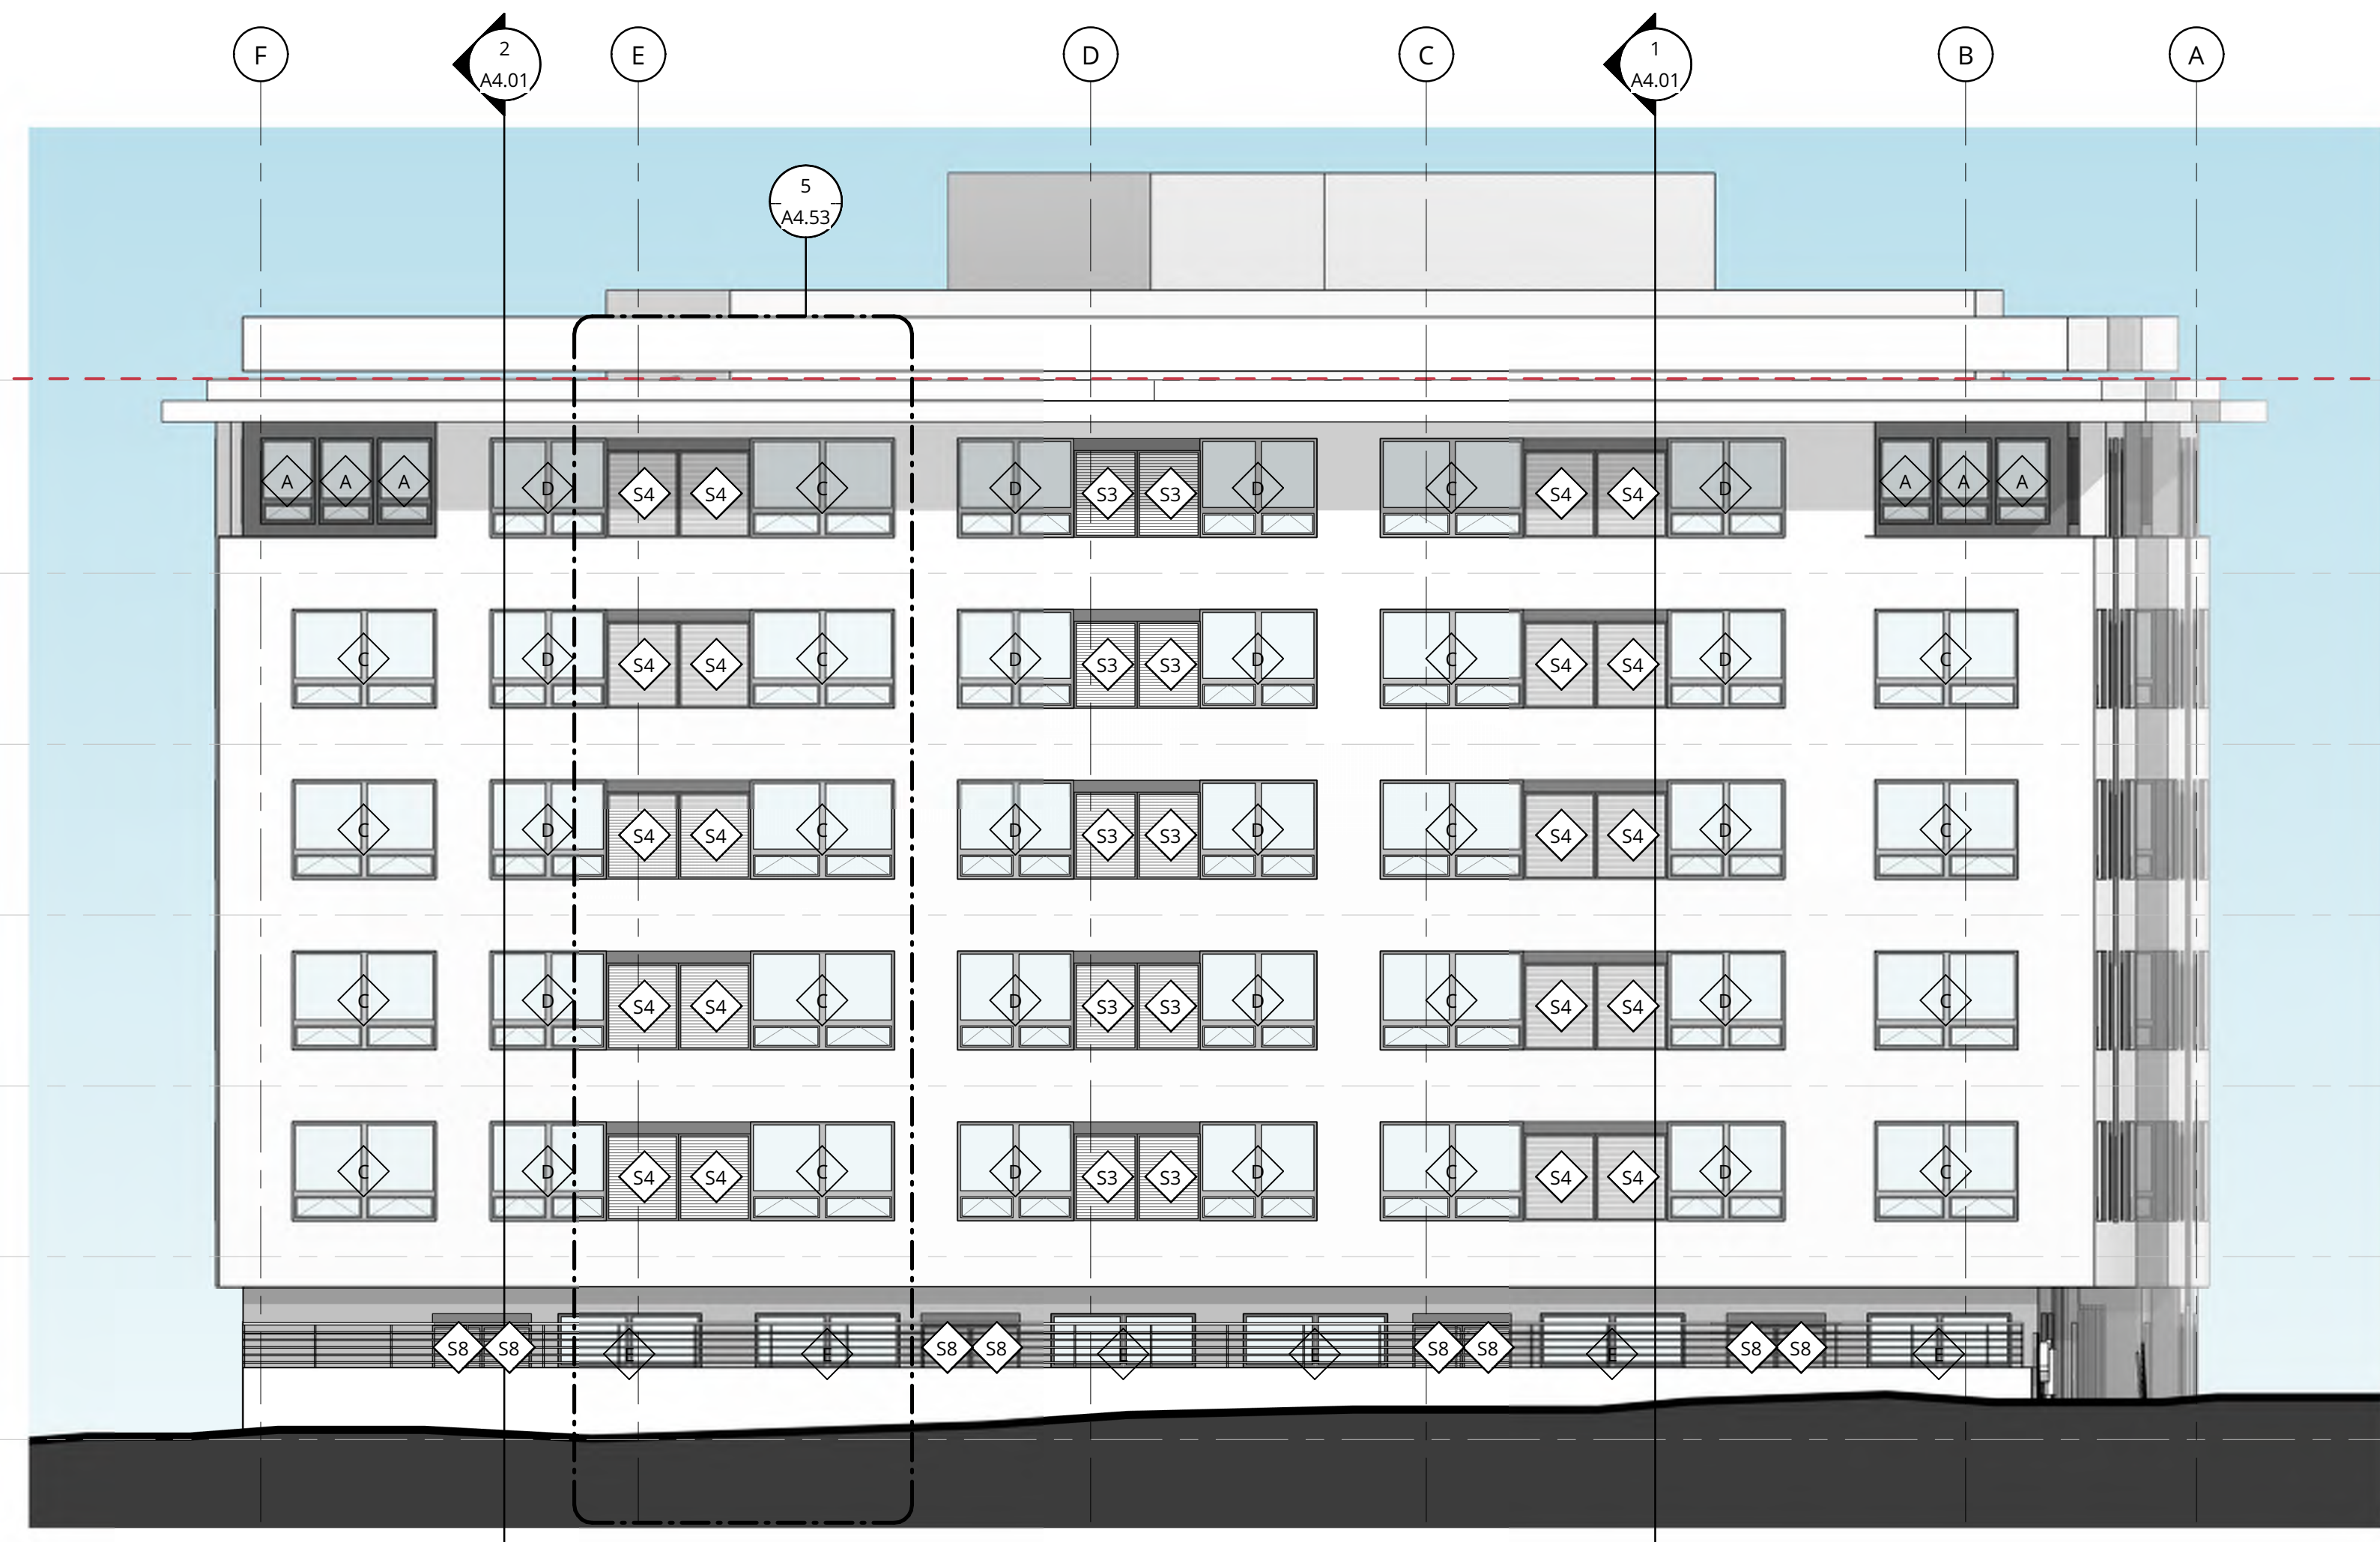 F 2 E D C 1 B A
A4.01 A4.01
5
A4.53
A A A D S4 S4 C D S3 S3 D C S4 S4 D A A A
C D S4 S4 C D S3 S3 D C S4 S4 D C
C D S4 S4 C D S3 S3 D C S4 S4 D C
C D S4 S4 C D S3 S3 D C S4 S4 D C
C D S4 S4 C D S3 S3 D C S4 S4 D C
S8 S8 E E S8 S8 E E S8 S8 E S8 S8 E